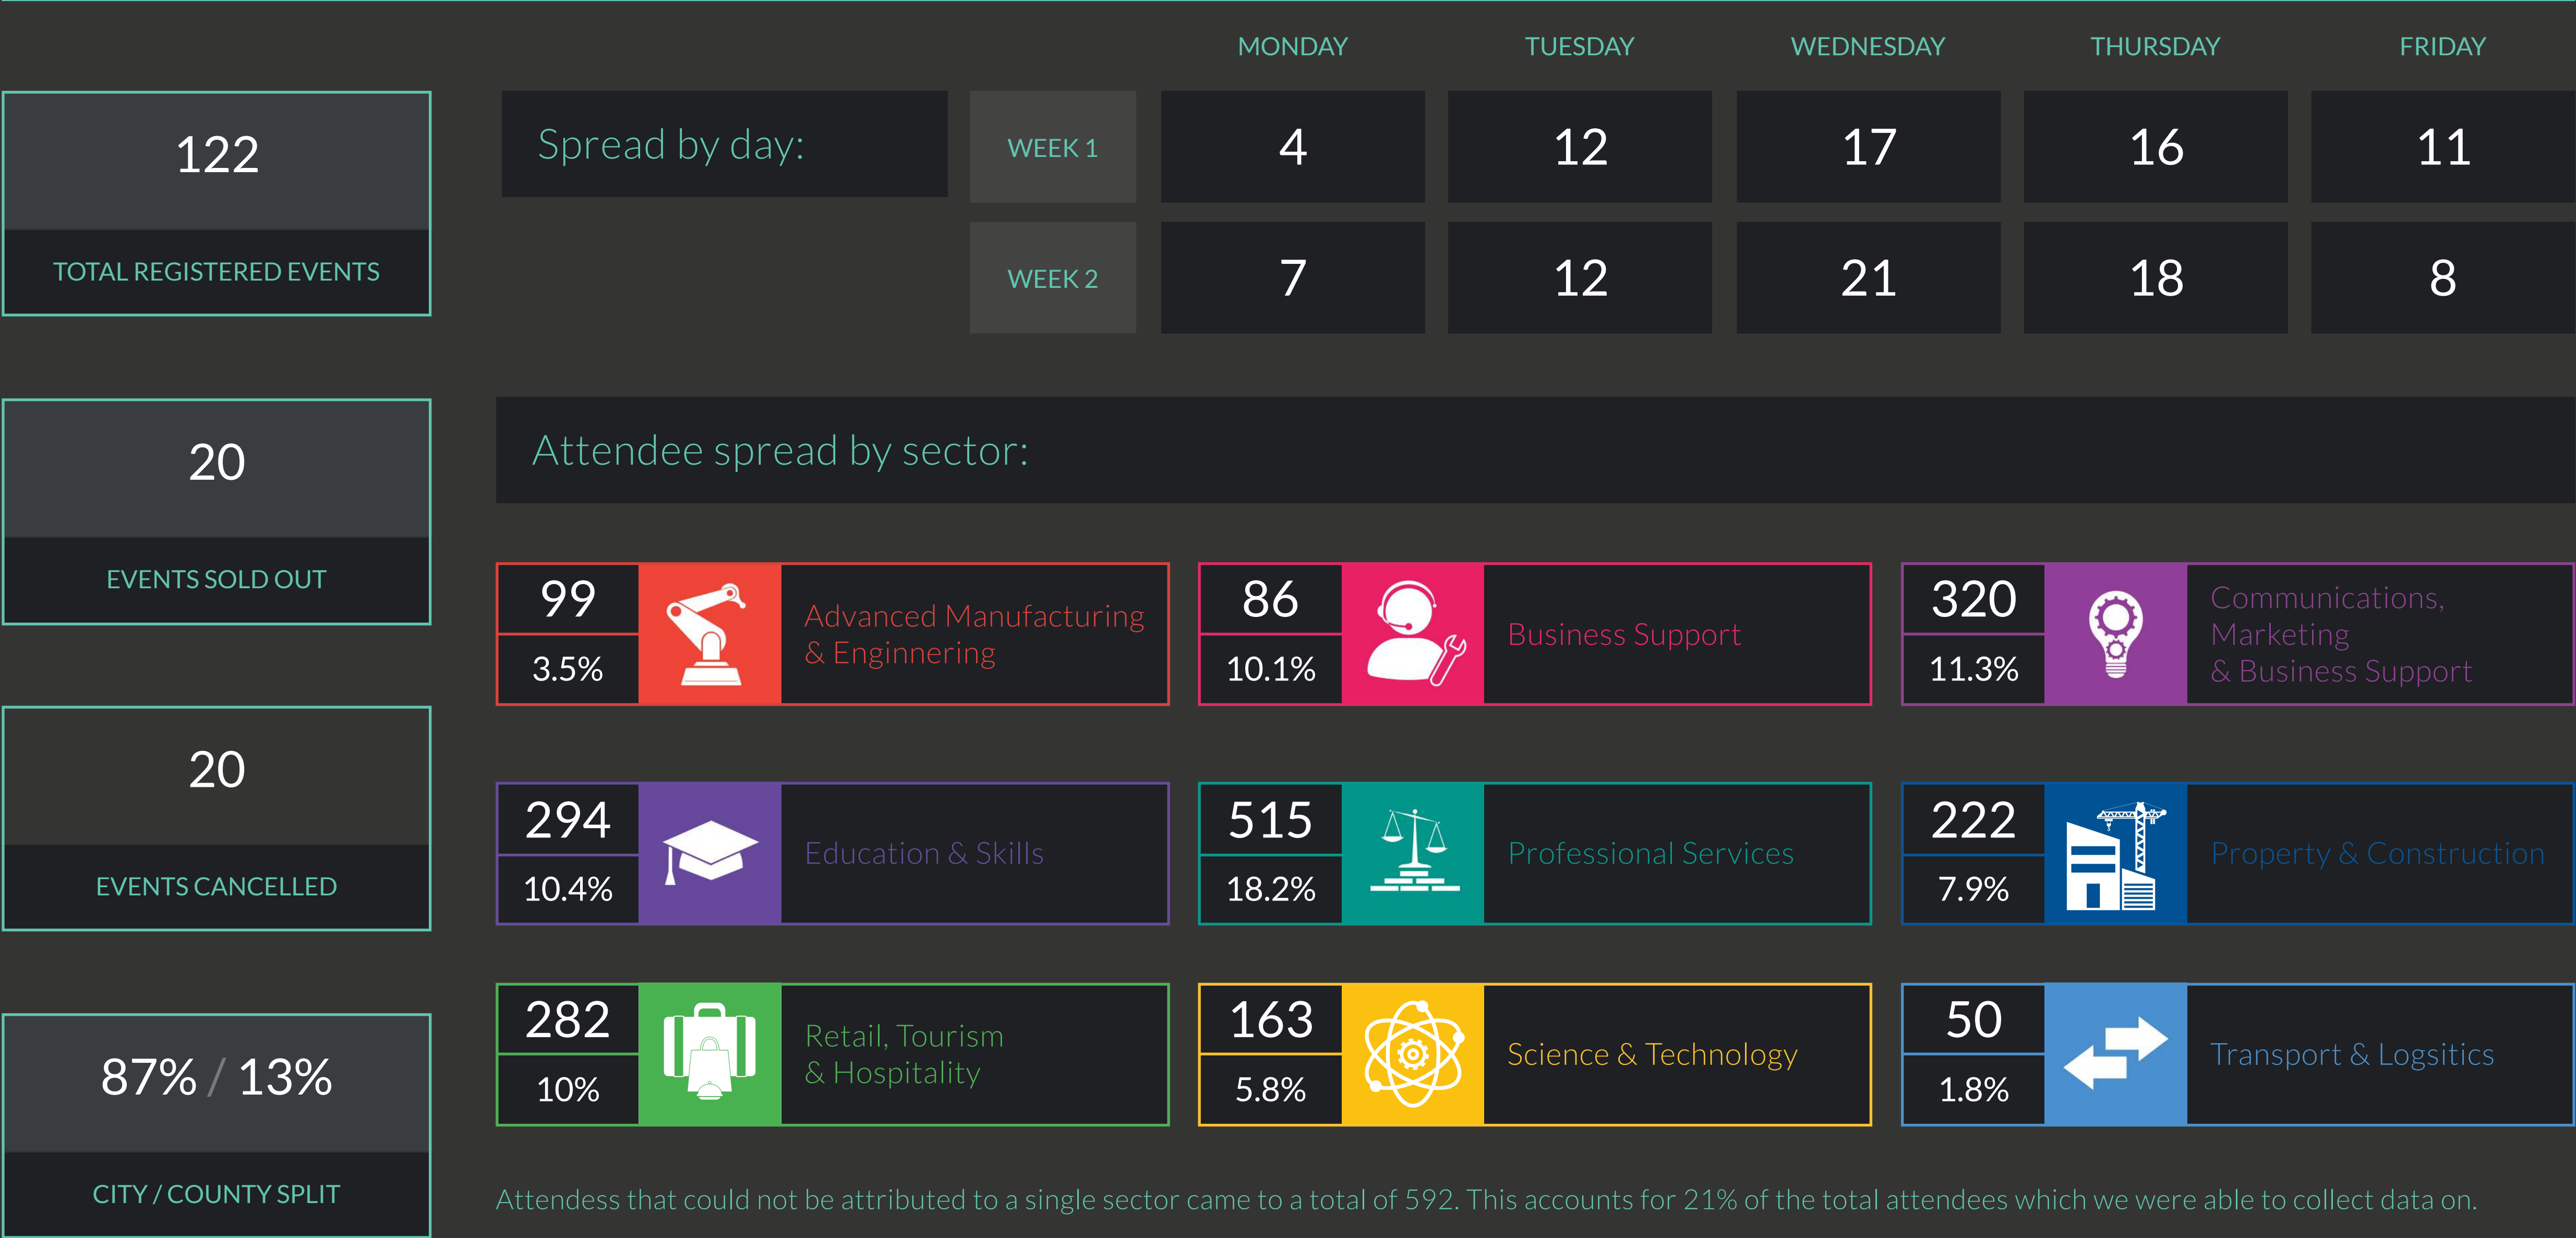 MONDAY TUESDAY WEDNESDAY THURSDAY FRIDAY
122
TOTAL REGISTERED EVENTS
Spread by day:
WEEK 1 4 12 17 16 11
WEEK 2 7 12 21 18 8
20
EVENTS SOLD OUT
20
EVENTS CANCELLED
87% / 13%
CITY / COUNTY SPLIT
Attendee spread by sector:
99
3.5%
Advanced Manufacturing
& Enginnering
86
10.1%
Business Support
320
11.3%
Communications,
Marketing
& Business Support
294
10.4%
Education & Skills
515
18.2%
Professional Services
222
7.9%
Property & Construction
282
10%
Retail, Tourism
& Hospitality
163
5.8%
Science & Technology
50
1.8%
Transport & Logsitics
Attendess that could not be attributed to a single sector came to a total of 592. This accounts for 21% of the total attendees which we were able to collect data on.